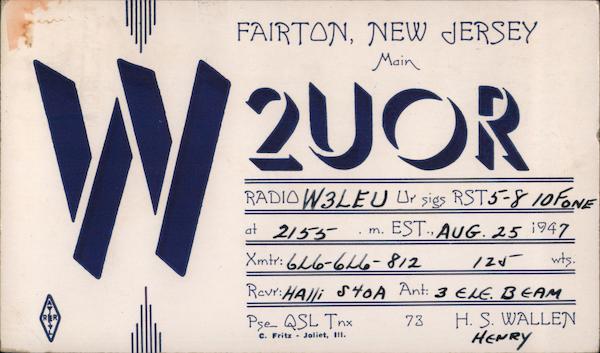 FAIRTON, NEW JERSEY
Main
W2UOR
RADIO W3LEU Ur sigs RST 5-8 10 FONE
at 2155 . m. EST., AUG. 25 1947
Xmtr: 6L6-6L6-812 125 wts.
Rcvr: HAlli S40A Ant: 3 ELE. BEAM
Pse QSL Tnx 73 H. S. WALLEN
C. Fritz - Joliet, Ill. HENRY